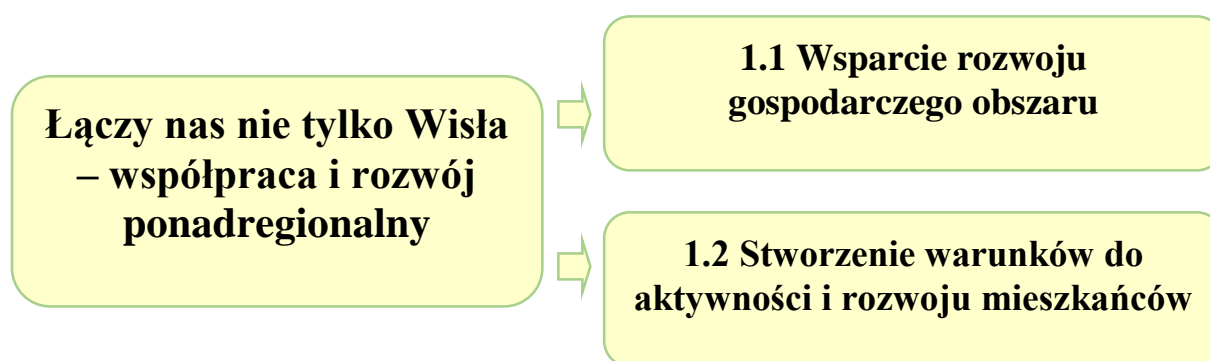 Łączy nas nie tylko Wisła
– współpraca i rozwój
ponadregionalny
1.1 Wsparcie rozwoju
gospodarczego obszaru
1.2 Stworzenie warunków do
aktywności i rozwoju mieszkańców